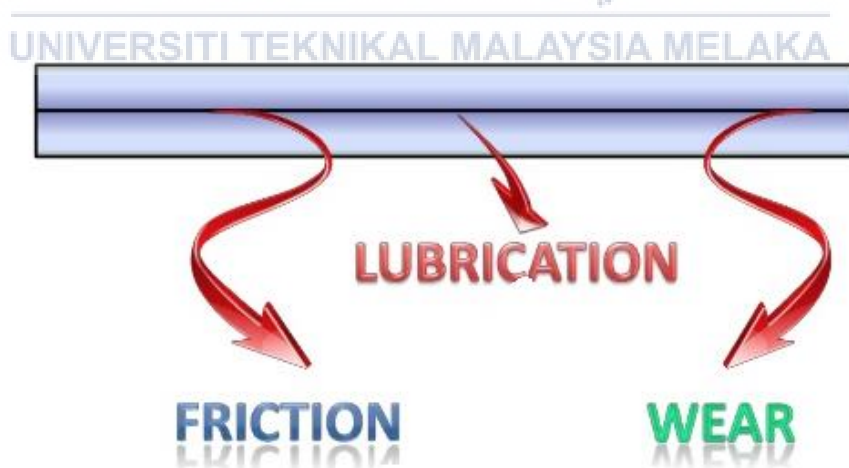 UNIVERSITI TEKNIKAL MALAYSIA MELAKA
LUBRICATION
FRICTION
WEAR